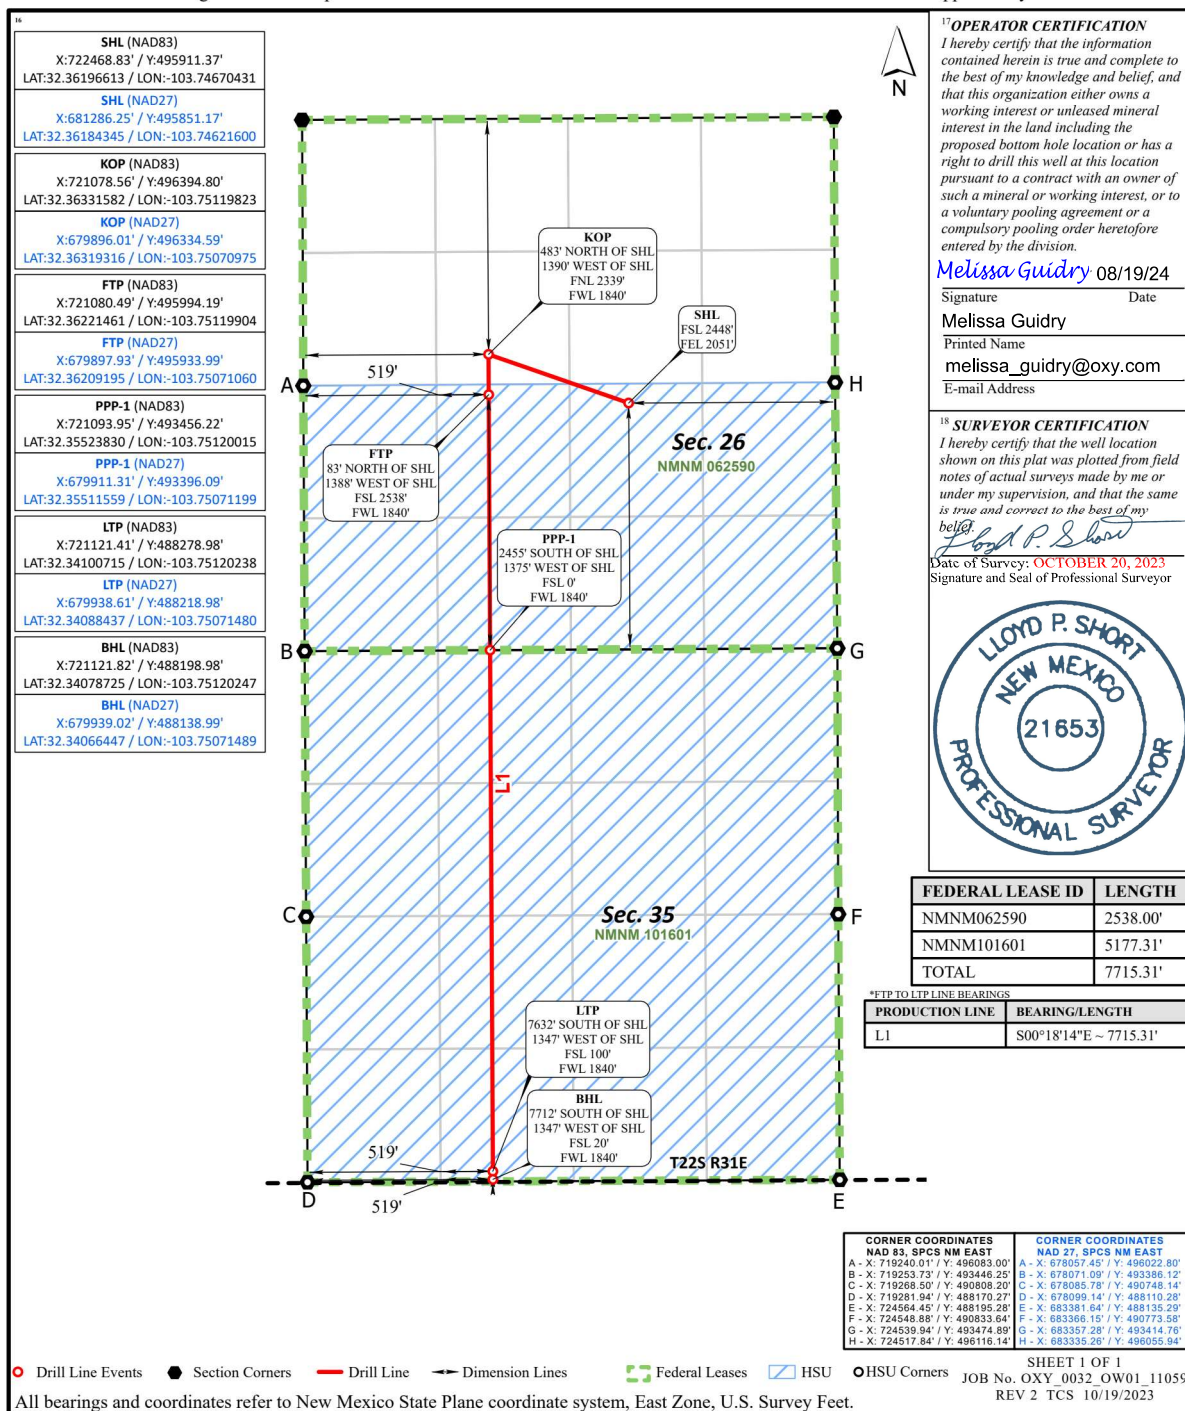 16
SHL (NAD83)
X:722468.83' / Y:495911.37'
LAT:32.36196613 / LON:-103.74670431
SHL (NAD27)
X:681286.25' / Y:495851.17'
LAT:32.36184345 / LON:-103.74621600
KOP (NAD83)
X:721078.56' / Y:496394.80'
LAT:32.36331582 / LON:-103.75119823
KOP (NAD27)
X:679896.01' / Y:496334.59'
LAT:32.36319316 / LON:-103.75070975
FTP (NAD83)
X:721080.49' / Y:495994.19'
LAT:32.36221461 / LON:-103.75119904
FTP (NAD27)
X:679897.93' / Y:495933.99'
LAT:32.36209195 / LON:-103.75071060
PPP-1 (NAD83)
X:721093.95' / Y:493456.22'
LAT:32.35523830 / LON:-103.75120015
PPP-1 (NAD27)
X:679911.31' / Y:493396.09'
LAT:32.35511559 / LON:-103.75071199
LTP (NAD83)
X:721121.41' / Y:488278.98'
LAT:32.34100715 / LON:-103.75120238
LTP (NAD27)
X:679938.61' / Y:488218.98'
LAT:32.34088437 / LON:-103.75071480
BHL (NAD83)
X:721121.82' / Y:488198.98'
LAT:32.34078725 / LON:-103.75120247
BHL (NAD27)
X:679939.02' / Y:488138.99'
LAT:32.34066447 / LON:-103.75071489
N
KOP
483' NORTH OF SHL
1390' WEST OF SHL
FNL 2339'
FWL 1840'
SHL
FSL 2448'
FEL 2051'
519'
A
H
FTP
83' NORTH OF SHL
1388' WEST OF SHL
FSL 2538'
FWL 1840'
Sec. 26
NMNM 062590
PPP-1
2455' SOUTH OF SHL
1375' WEST OF SHL
FSL 0'
FWL 1840'
B
G
L1
C
F
Sec. 35
NMNM 101601
LTP
7632' SOUTH OF SHL
1347' WEST OF SHL
FSL 100'
FWL 1840'
BHL
7712' SOUTH OF SHL
1347' WEST OF SHL
FSL 20'
FWL 1840'
519'
T22S R31E
D
519'
E
17 OPERATOR CERTIFICATION
I hereby certify that the information
contained herein is true and complete to
the best of my knowledge and belief, and
that this organization either owns a
working interest or unleased mineral
interest in the land including the
proposed bottom hole location or has a
right to drill this well at this location
pursuant to a contract with an owner of
such a mineral or working interest, or to
a voluntary pooling agreement or a
compulsory pooling order heretofore
entered by the division.
Melissa Guidry 08/19/24
Signature Date
Melissa Guidry
Printed Name
melissa_guidry@oxy.com
E-mail Address
18 SURVEYOR CERTIFICATION
I hereby certify that the well location
shown on this plat was plotted from field
notes of actual surveys made by me or
under my supervision, and that the same
is true and correct to the best of my
belief.
Lloyd P. Short
Date of Survey: OCTOBER 20, 2023
Signature and Seal of Professional Surveyor
LLOYD P. SHORT
NEW MEXICO
21653
PROFESSIONAL SURVEYOR
FEDERAL LEASE ID LENGTH
NMNM062590 2538.00'
NMNM101601 5177.31'
TOTAL 7715.31'
*FTP TO LTP LINE BEARINGS
PRODUCTION LINE BEARING/LENGTH
L1 S00°18'14"E ~ 7715.31'
CORNER COORDINATES
NAD 83, SPCS NM EAST
A - X: 719240.01' / Y: 496083.00'
B - X: 719253.73' / Y: 493446.25'
C - X: 719268.50' / Y: 490808.20'
D - X: 719281.94' / Y: 488170.27'
E - X: 724564.45' / Y: 488195.28'
F - X: 724548.88' / Y: 490833.64'
G - X: 724539.94' / Y: 493474.89'
H - X: 724517.84' / Y: 496116.14'
CORNER COORDINATES
NAD 27, SPCS NM EAST
A - X: 678057.45' / Y: 496022.80'
B - X: 678071.09' / Y: 493386.12'
C - X: 678085.78' / Y: 490748.14'
D - X: 678099.14' / Y: 488110.28'
E - X: 683381.64' / Y: 488135.29'
F - X: 683366.15' / Y: 490773.58'
G - X: 683357.28' / Y: 493414.76'
H - X: 683335.26' / Y: 496055.94'
Drill Line Events Section Corners Drill Line Dimension Lines Federal Leases HSU HSU Corners
SHEET 1 OF 1
JOB No. OXY_0032_OW01_11059
REV 2 TCS 10/19/2023
All bearings and coordinates refer to New Mexico State Plane coordinate system, East Zone, U.S. Survey Feet.